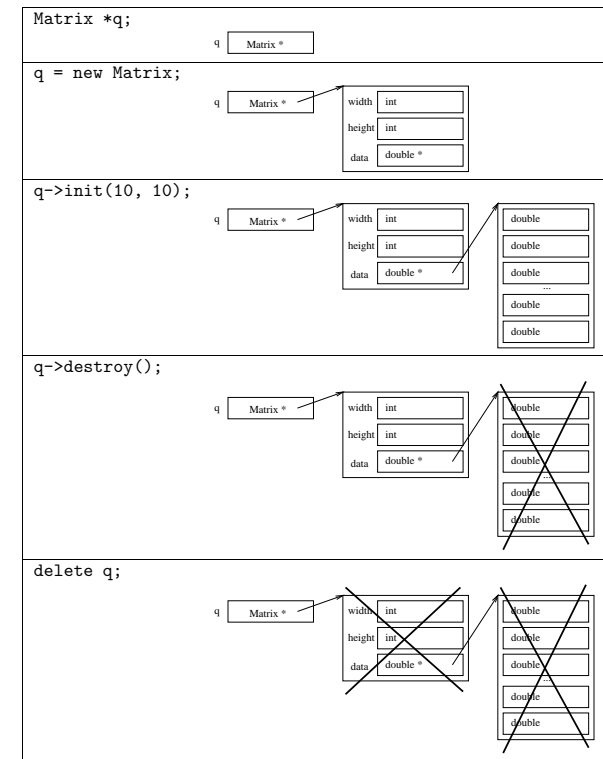 Matrix *q;
q Matrix *
q = new Matrix;
q Matrix * width int
height int
data double *
q->init(10, 10);
q Matrix * width int double
height int double
data double * double
...
double
double
q->destroy();
q Matrix * width int double
height int double
data double * double
...
double
double
delete q;
q Matrix * width int double
height int double
data double * double
...
double
double